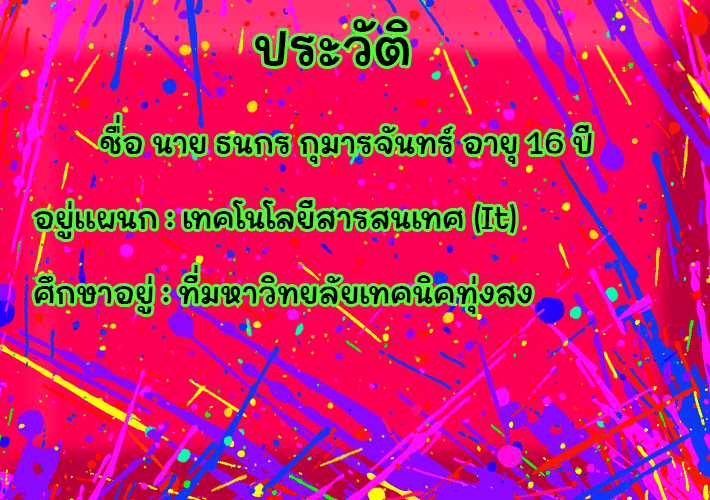 ประวัติ
ชื่อ นาย ธนกร กุมารจันทร์ อายุ 16 ปี
อยู่แผนก : เทคโนโลยีสารสนเทศ (It)
ศึกษาอยู่ : ที่มหาวิทยลัยเทคนิคทุ่งสง